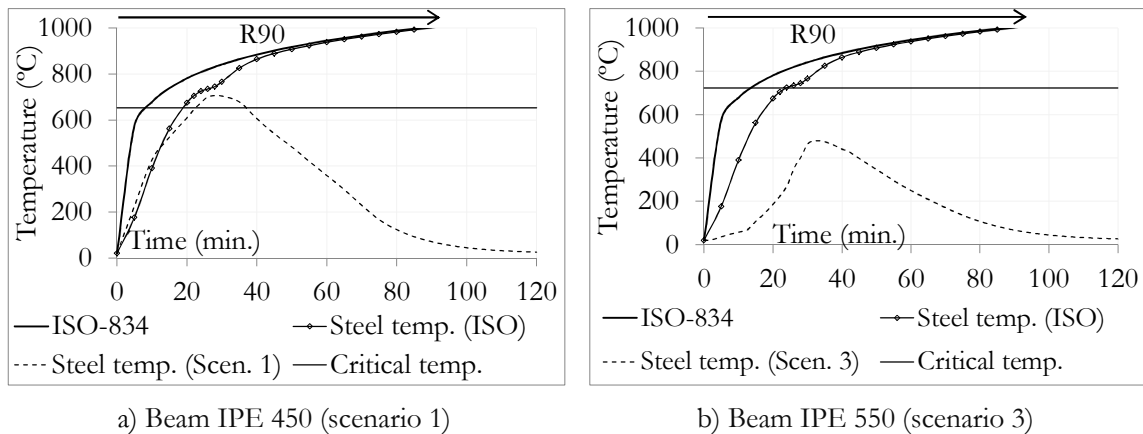 R90
1000
800
600
400
200
0
Temperature (ºC)
Time (min.)
0 20 40 60 80 100 120
ISO-834 Steel temp. (ISO)
Steel temp. (Scen. 1) Critical temp.
a) Beam IPE 450 (scenario 1)
R90
1000
800
600
400
200
0
Temperature (ºC)
Time (min.)
0 20 40 60 80 100 120
ISO-834 Steel temp. (ISO)
Steel temp. (Scen. 3) Critical temp.
b) Beam IPE 550 (scenario 3)